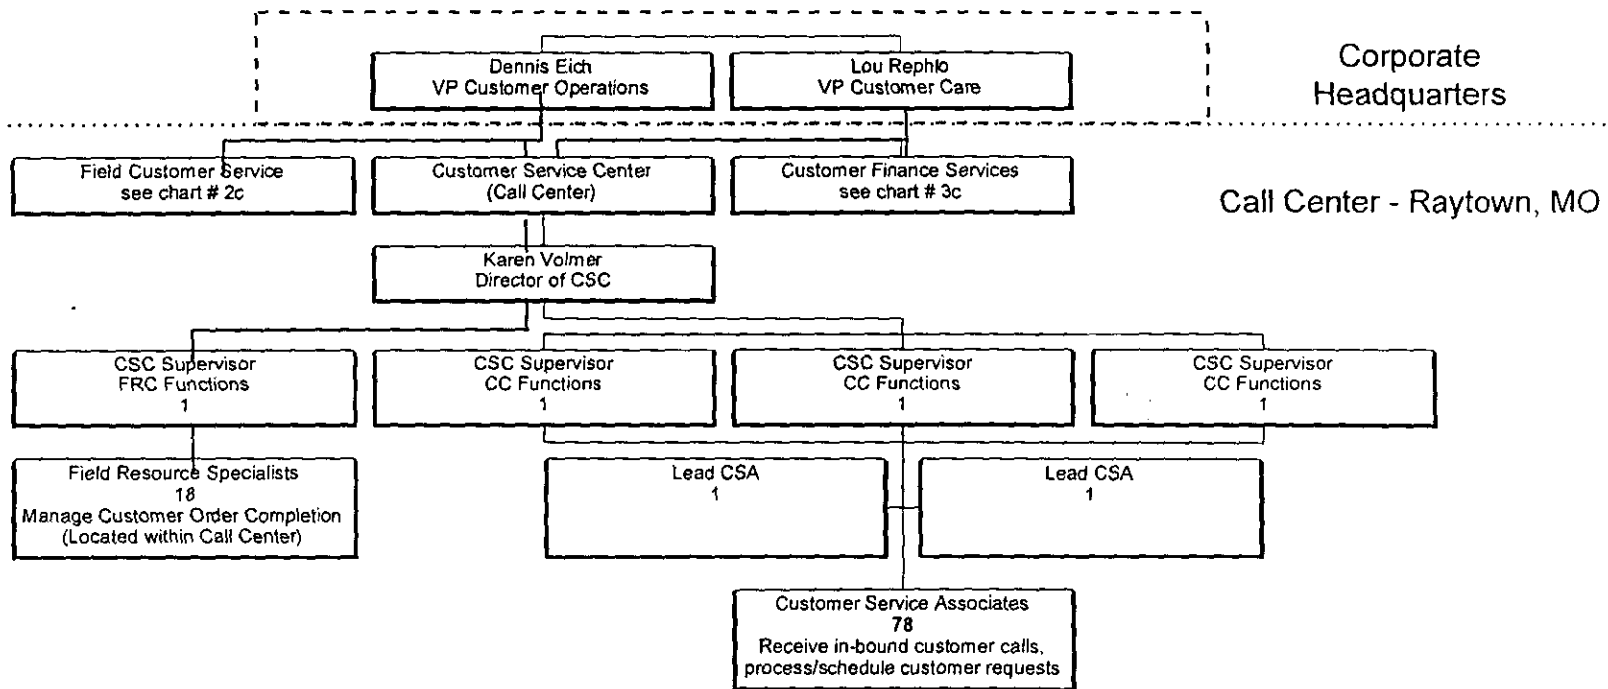 Dennis Eich
VP Customer Operations
Lou Rephlo
VP Customer Care
Corporate
Headquarters
Field Customer Service
see chart # 2c
Customer Service Center
(Call Center)
Customer Finance Services
see chart # 3c
Call Center - Raytown, MO
Karen Volmer
Director of CSC
CSC Supervisor
FRC Functions
1
CSC Supervisor
CC Functions
1
CSC Supervisor
CC Functions
1
CSC Supervisor
CC Functions
1
Field Resource Specialists
18
Manage Customer Order Completion
(Located within Call Center)
Lead CSA
1
Lead CSA
1
Customer Service Associates
78
Receive in-bound customer calls,
process/schedule customer requests